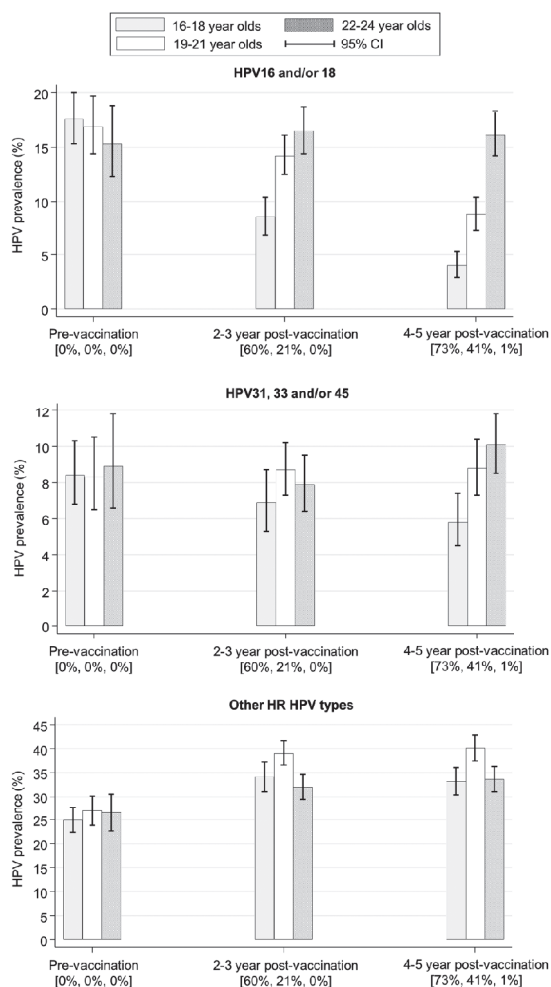 16-18 year olds
22-24 year olds
19-21 year olds
95% CI
HPV16 and/or 18
HPV prevalence (%)
20
15
10
5
0
Pre-vaccination
[0%, 0%, 0%]
2-3 year post-vaccination
[60%, 21%, 0%]
4-5 year post-vaccination
[73%, 41%, 1%]
HPV31, 33 and/or 45
HPV prevalence (%)
12
10
8
6
4
2
0
Pre-vaccination
[0%, 0%, 0%]
2-3 year post-vaccination
[60%, 21%, 0%]
4-5 year post-vaccination
[73%, 41%, 1%]
Other HR HPV types
HPV prevalence (%)
45
40
35
30
25
20
15
10
5
0
Pre-vaccination
[0%, 0%, 0%]
2-3 year post-vaccination
[60%, 21%, 0%]
4-5 year post-vaccination
[73%, 41%, 1%]